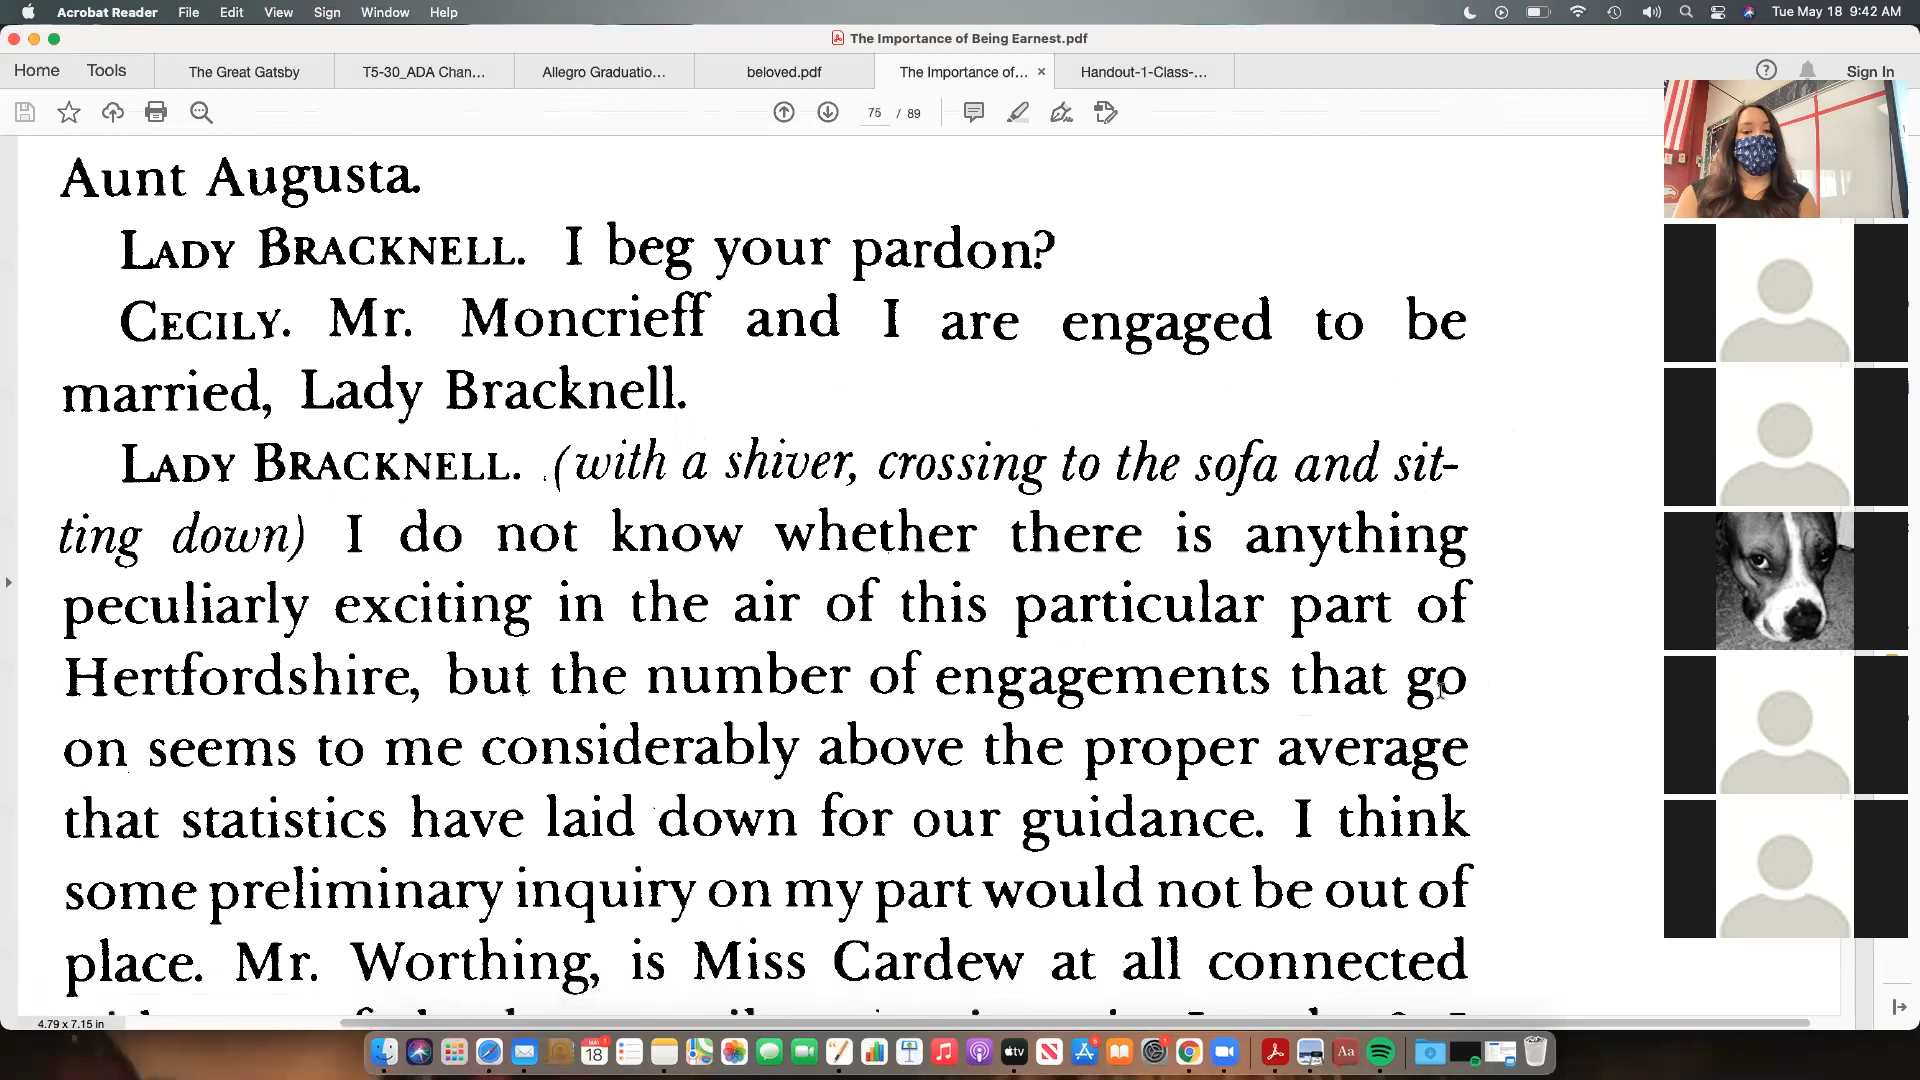 Acrobat Reader File Edit View Sign Window Help Tue May 18 9:42 AM
The Importance of Being Earnest.pdf
Home Tools The Great Gatsby T5-30_ADA Chan... Allegro Graduatio... beloved.pdf The Importance of... × Handout-1-Class-... Sign In
75 / 89
Aunt Augusta.
LADY BRACKNELL. I beg your pardon?
CECILY. Mr. Moncrieff and I are engaged to be
married, Lady Bracknell.
LADY BRACKNELL. (with a shiver, crossing to the sofa and sit-
ting down) I do not know whether there is anything
peculiarly exciting in the air of this particular part of
Hertfordshire, but the number of engagements that go
on seems to me considerably above the proper average
that statistics have laid down for our guidance. I think
some preliminary inquiry on my part would not be out of
place. Mr. Worthing, is Miss Cardew at all connected
4.79 x 7.15 in
18
tv
Aa